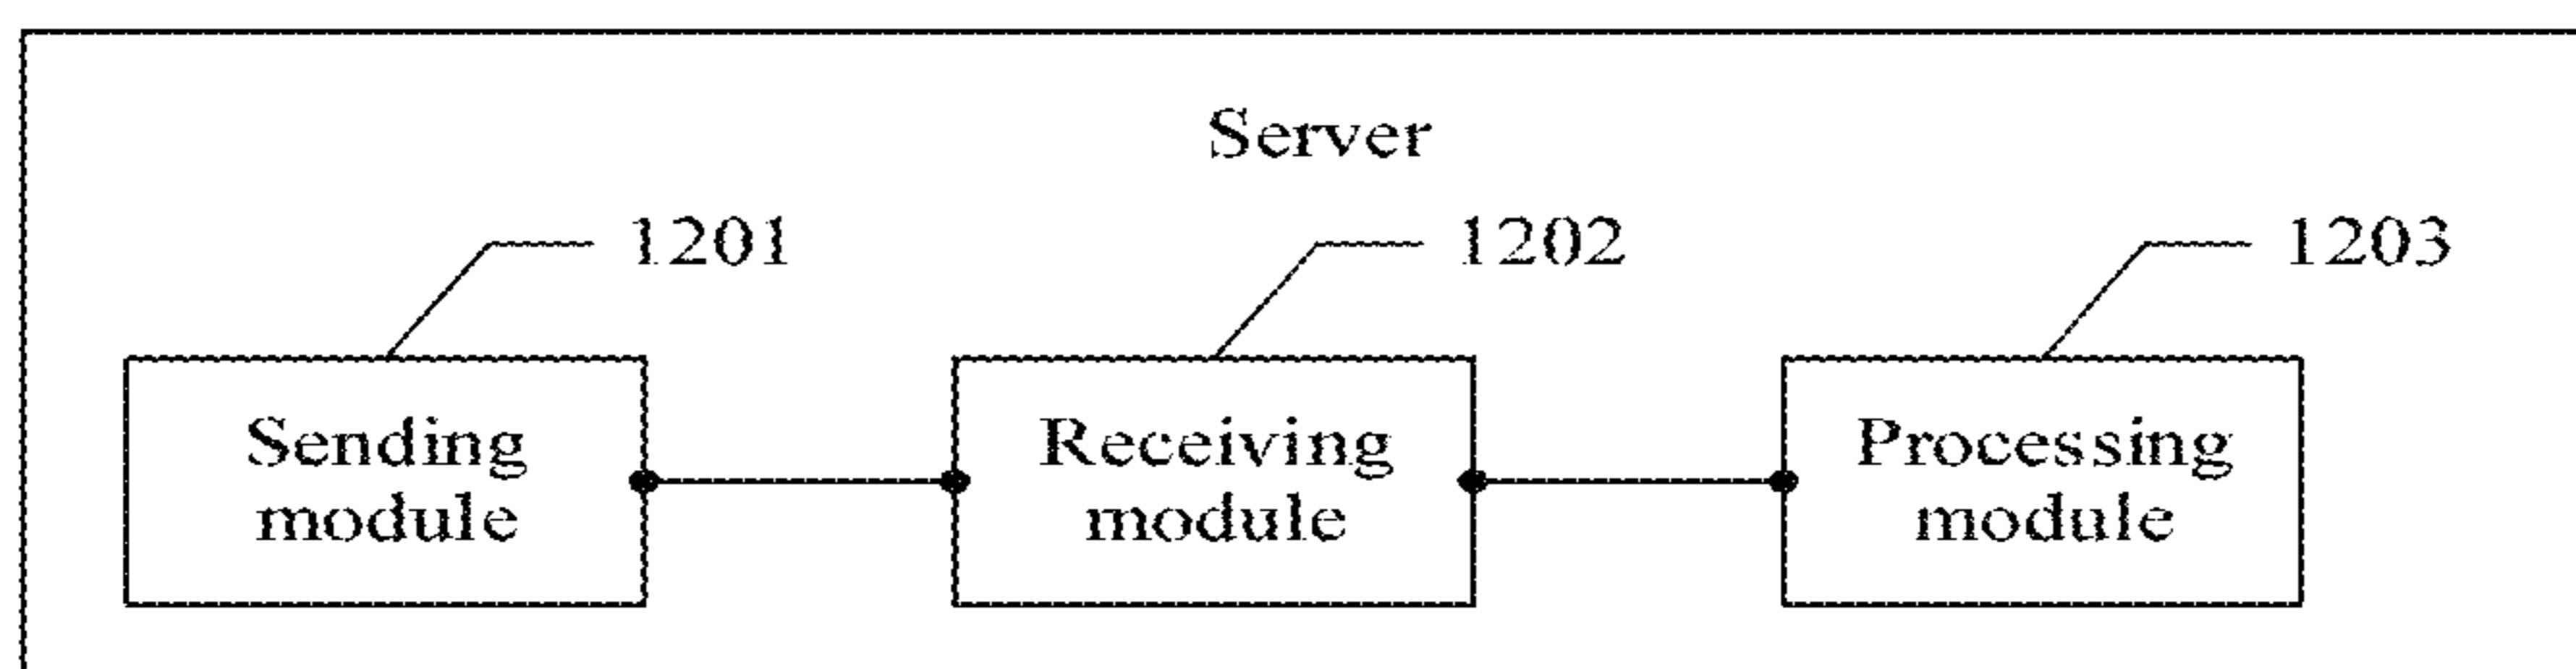 Server
1201
1202
1203
Sending
module
Receiving
module
Processing
module